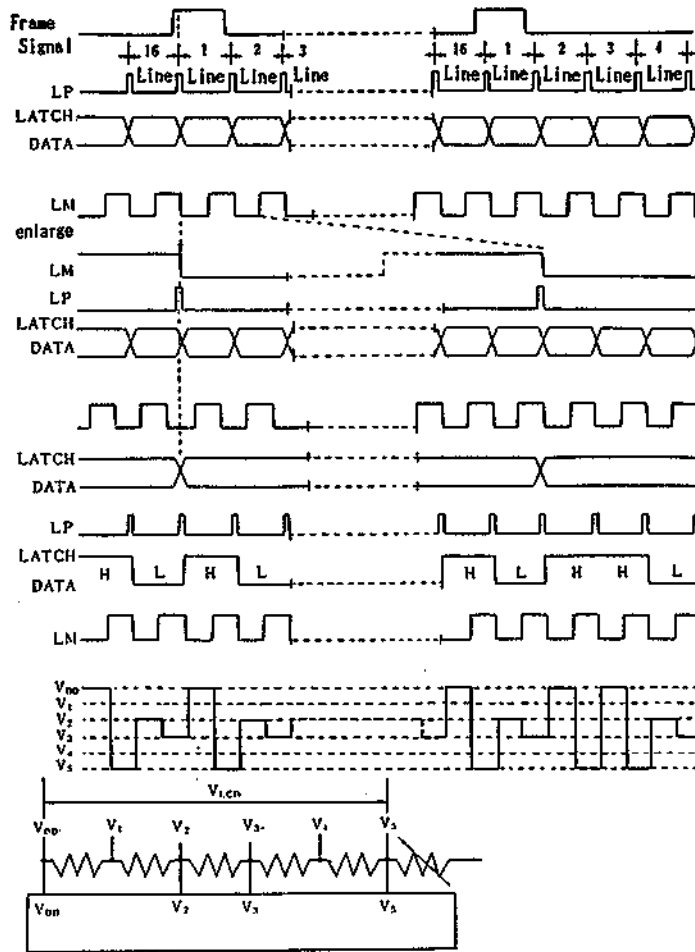 Frame
Signal
16 1 2 3 16 1 2 3 4
Line Line Line Line Line Line Line Line Line
LP
LATCH
DATA
LM
enlarge
LM
LP
LATCH
DATA
LATCH
DATA
LP
LATCH
DATA
H L H L H L H H L
LM
V₁
V₂
V₃
V₄
V₅
V₁ V₂ V₃ V₄ V₅
V₂ V₃ V₅